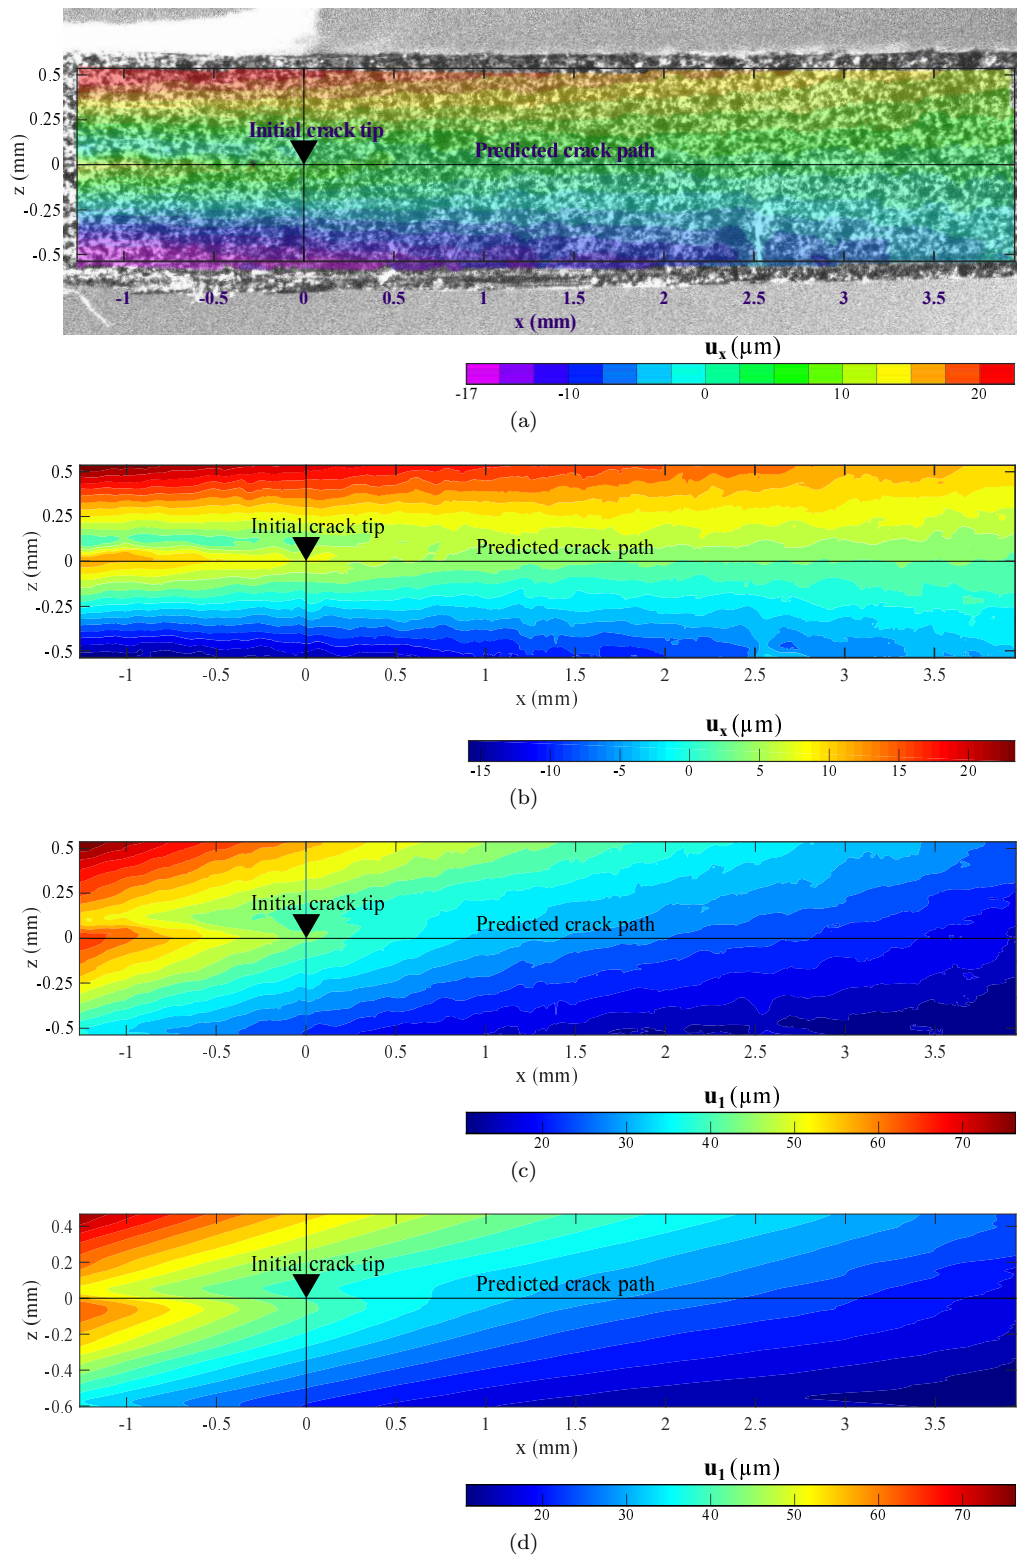 0.5
0.25
0
-0.25
-0.5
z (mm)
Initial crack tip
Predicted crack path
-1 -0.5 0 0.5 1 1.5 2 2.5 3 3.5
x (mm)
uₓ (µm)
-17 -10 0 10 20
(a)
0.5
0.25
0
-0.25
-0.5
z (mm)
Initial crack tip
Predicted crack path
-1 -0.5 0 0.5 1 1.5 2 2.5 3 3.5
x (mm)
uₓ (µm)
-15 -10 -5 0 5 10 15 20
(b)
0.5
0.25
0
-0.25
-0.5
z (mm)
Initial crack tip
Predicted crack path
-1 -0.5 0 0.5 1 1.5 2 2.5 3 3.5
x (mm)
u₁ (µm)
20 30 40 50 60 70
(c)
0.4
0.2
0
-0.2
-0.4
-0.6
z (mm)
Initial crack tip
Predicted crack path
-1 -0.5 0 0.5 1 1.5 2 2.5 3 3.5
x (mm)
u₁ (µm)
20 30 40 50 60 70
(d)